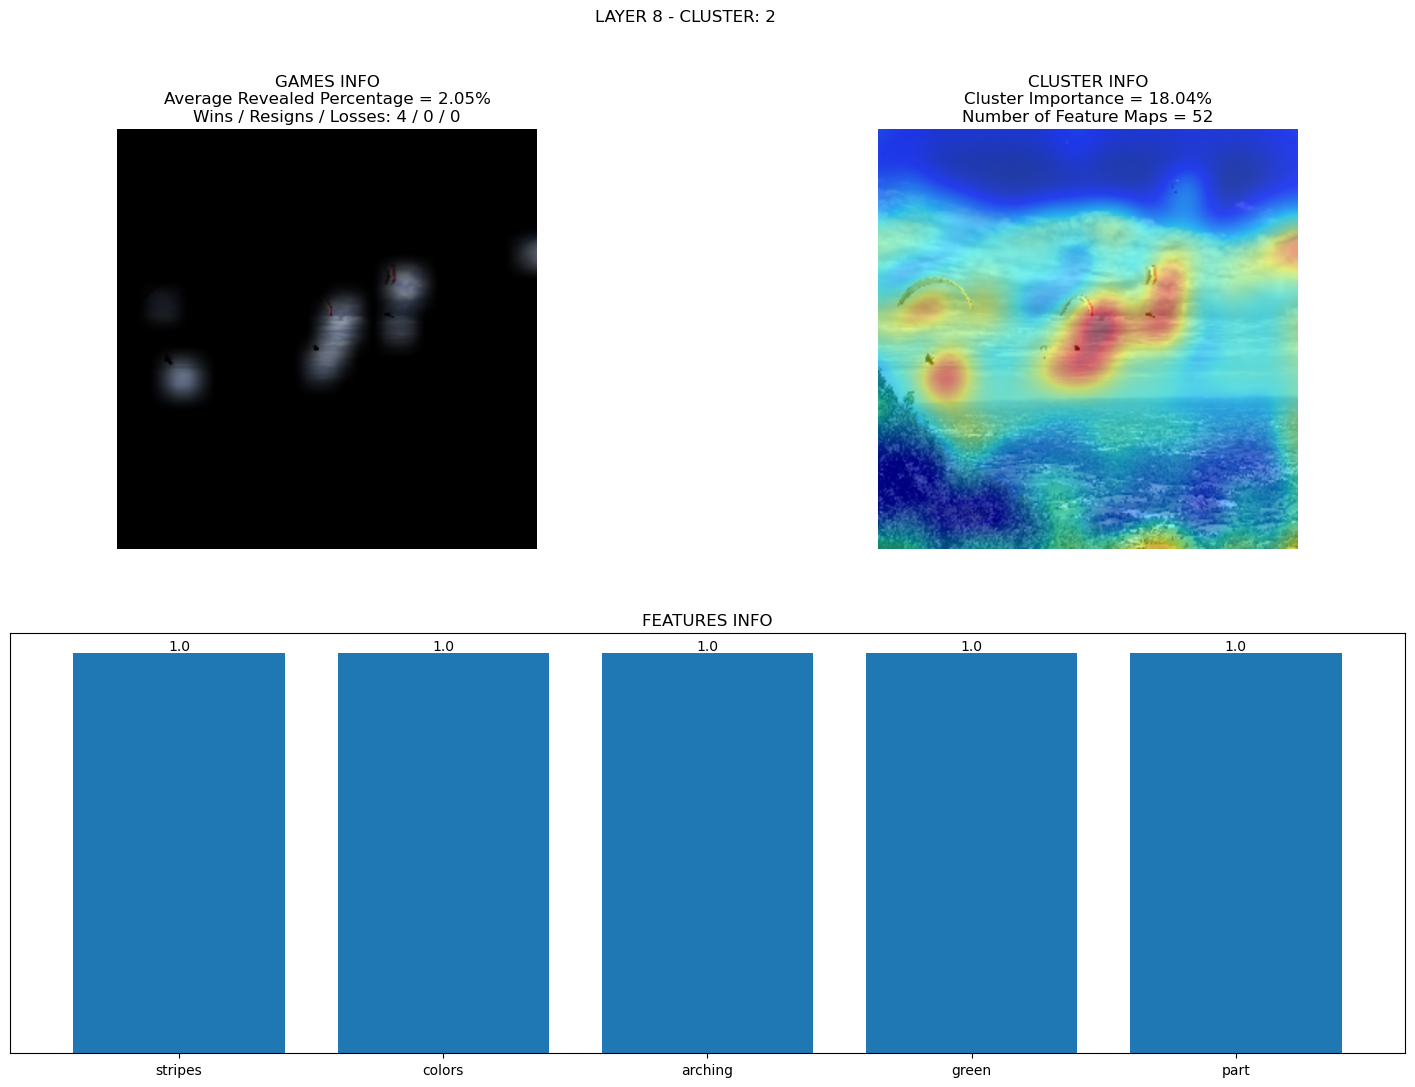 LAYER 8 - CLUSTER: 2
GAMES INFO
Average Revealed Percentage = 2.05%
Wins / Resigns / Losses: 4 / 0 / 0
CLUSTER INFO
Cluster Importance = 18.04%
Number of Feature Maps = 52
FEATURES INFO
1.0 1.0 1.0 1.0 1.0
stripes colors arching green part